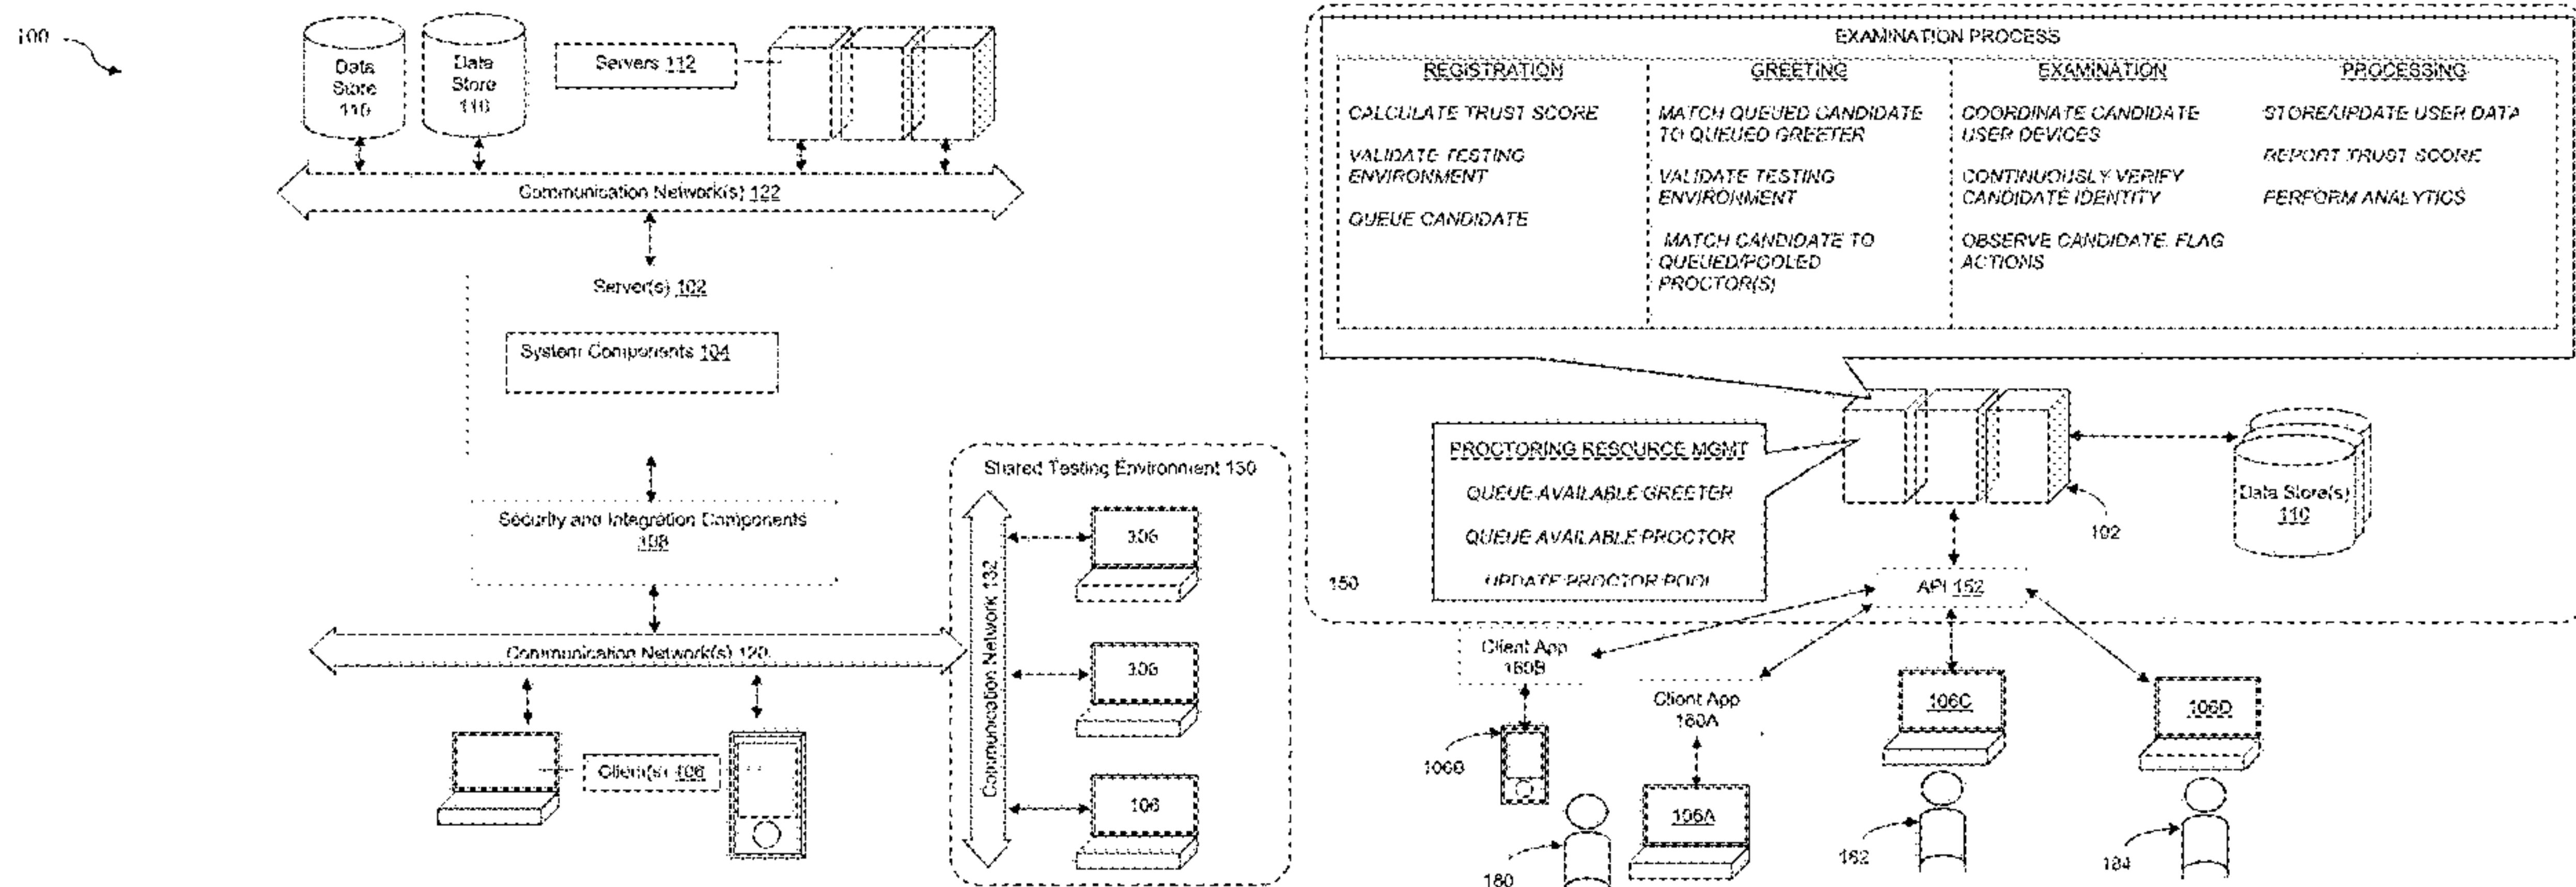 100
Data
Store
110
Data
Store
110
Servers 112
Communication Network(s) 122
Server(s) 102
System Components 104
Security and Integration Components
108
Communication Network(s) 120
Client(s) 106
Shared Testing Environment 130
Communication Network 132
106
106
106
EXAMINATION PROCESS
REGISTRATION
CALCULATE TRUST SCORE
VALIDATE TESTING
ENVIRONMENT
QUEUE CANDIDATE
GREETING
MATCH QUEUED CANDIDATE
TO QUEUED GREETER
VALIDATE TESTING
ENVIRONMENT
MATCH CANDIDATE TO
QUEUED/POOLED
PROCTOR(S)
EXAMINATION
COORDINATE CANDIDATE
USER DEVICES
CONTINUOUSLY VERIFY
CANDIDATE IDENTITY
OBSERVE CANDIDATE, FLAG
ACTIONS
PROCESSING
STORE/UPDATE USER DATA
REPORT TRUST SCORE
PERFORM ANALYTICS
PROCTORING RESOURCE MGMT
QUEUE AVAILABLE GREETER
QUEUE AVAILABLE PROCTOR
UPDATE PROCTOR POOL
102
Data Store(s)
110
150
API 152
Client App
Client App
106B
106A
106C
106D